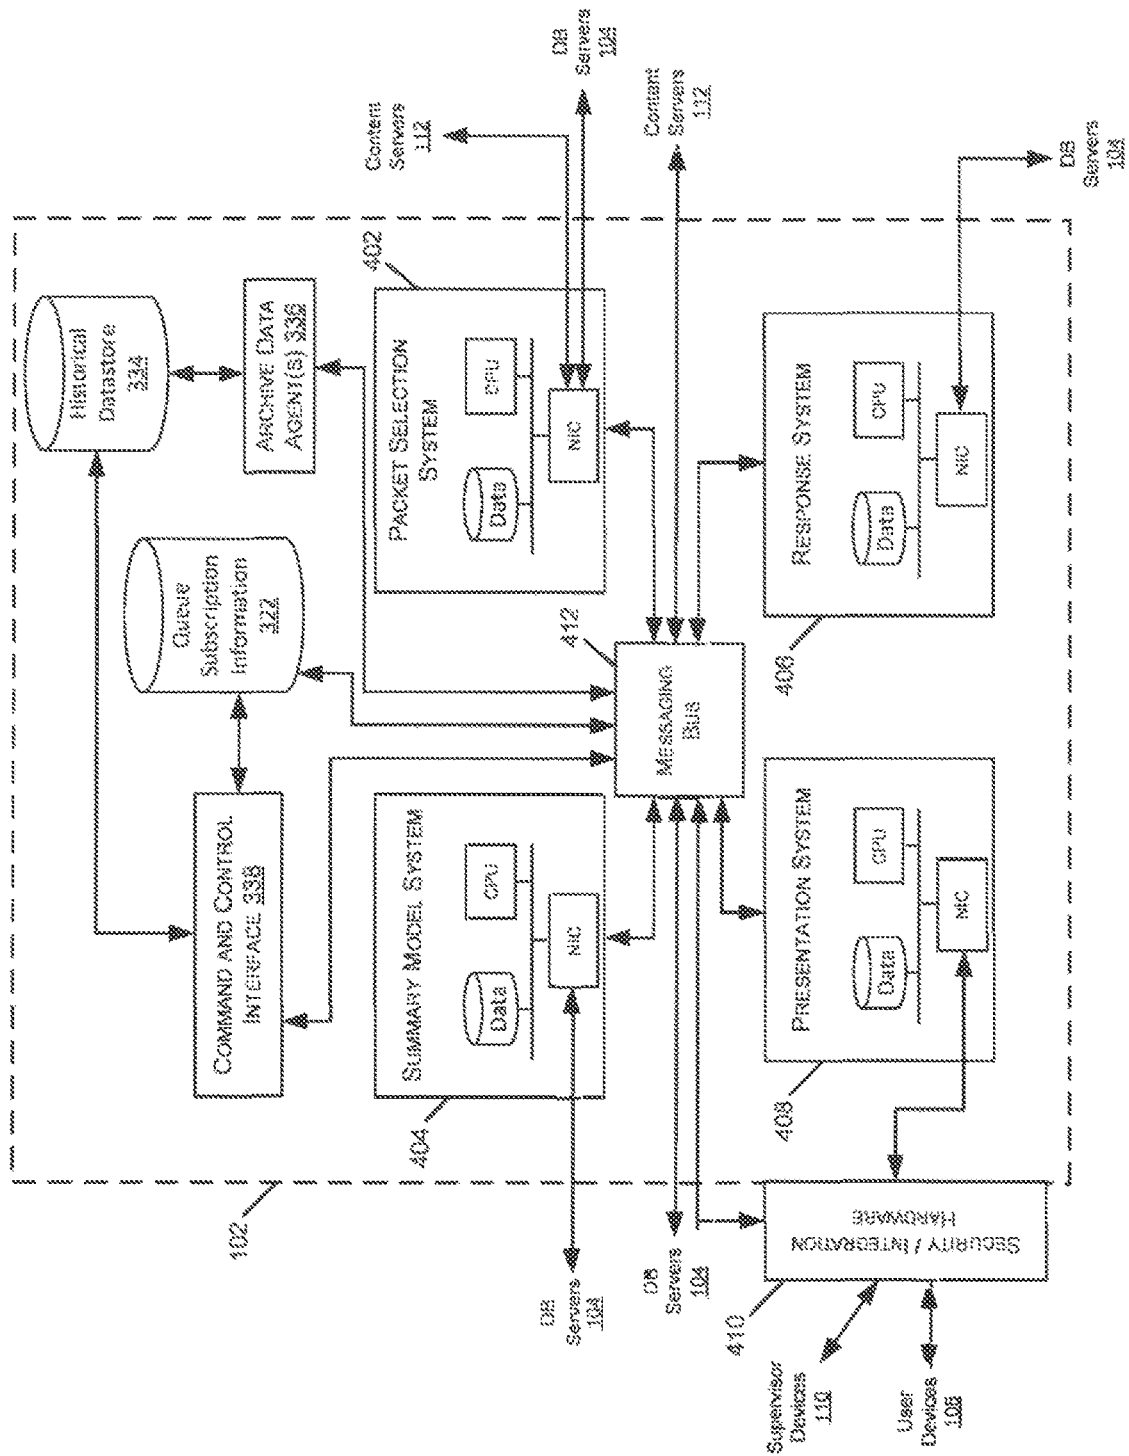 Historical
Datastore
334
ARCHIVE DATA
AGENT(S) 336
Queue
Subscription
Information
322
COMMAND AND CONTROL
INTERFACE 338
402
PACKET SELECTION
SYSTEM
Data
CPU
NIC
Content
Servers
112
DB
Servers
104
SUMMARY MODEL SYSTEM
Data
CPU
NIC
404
102
DB
Servers
104
412
MESSAGING
BUS
Content
Servers
112
DB
Servers
104
RESPONSE SYSTEM
Data
CPU
NIC
406
DB
Servers
104
PRESENTATION SYSTEM
Data
CPU
NIC
408
SECURITY / INTEGRATION
HARDWARE
410
Supervisor
Devices
110
User
Devices